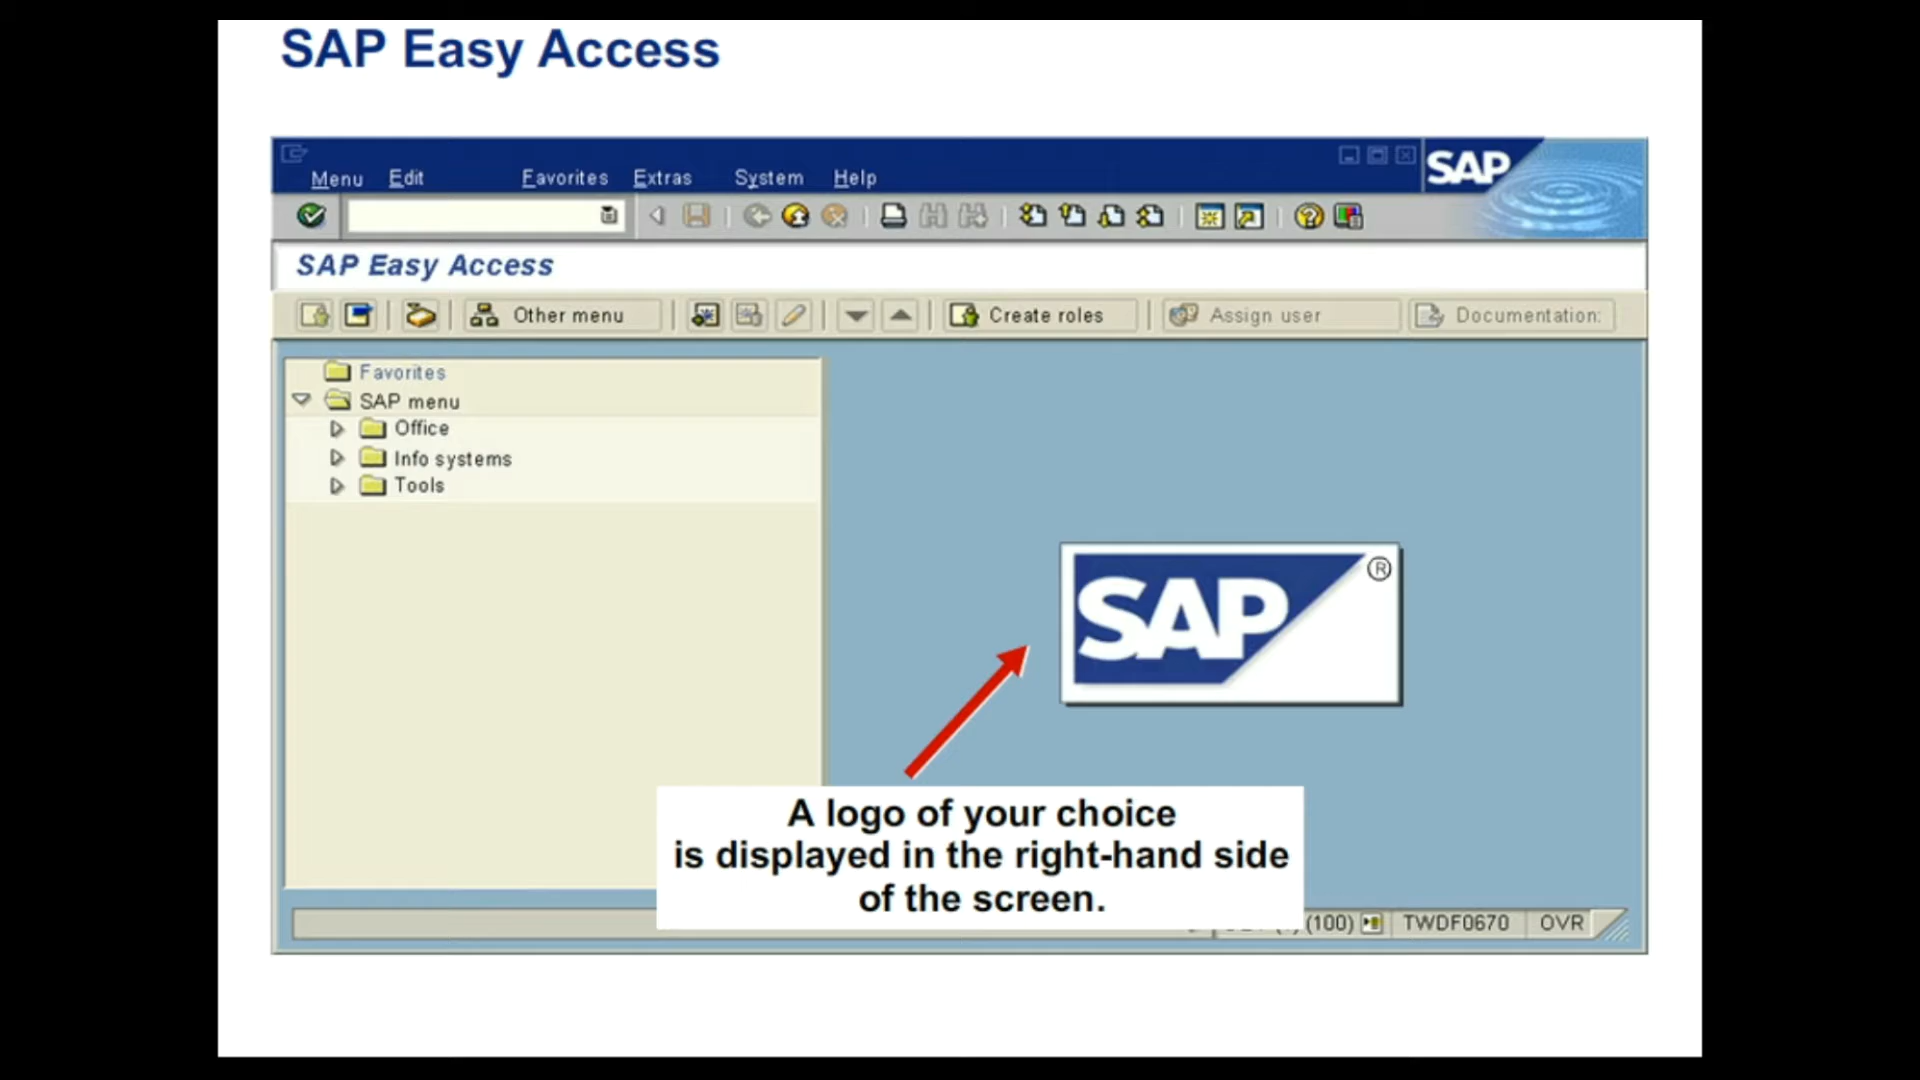 SAP Easy Access
SAP
Menu Edit Favorites Extras System Help
SAP Easy Access
Other menu Create roles Assign user Documentation:
Favorites
SAP menu
Office
Info systems
Tools
SAP ®
A logo of your choice
is displayed in the right-hand side
of the screen.
(100) TWDF0670 OVR